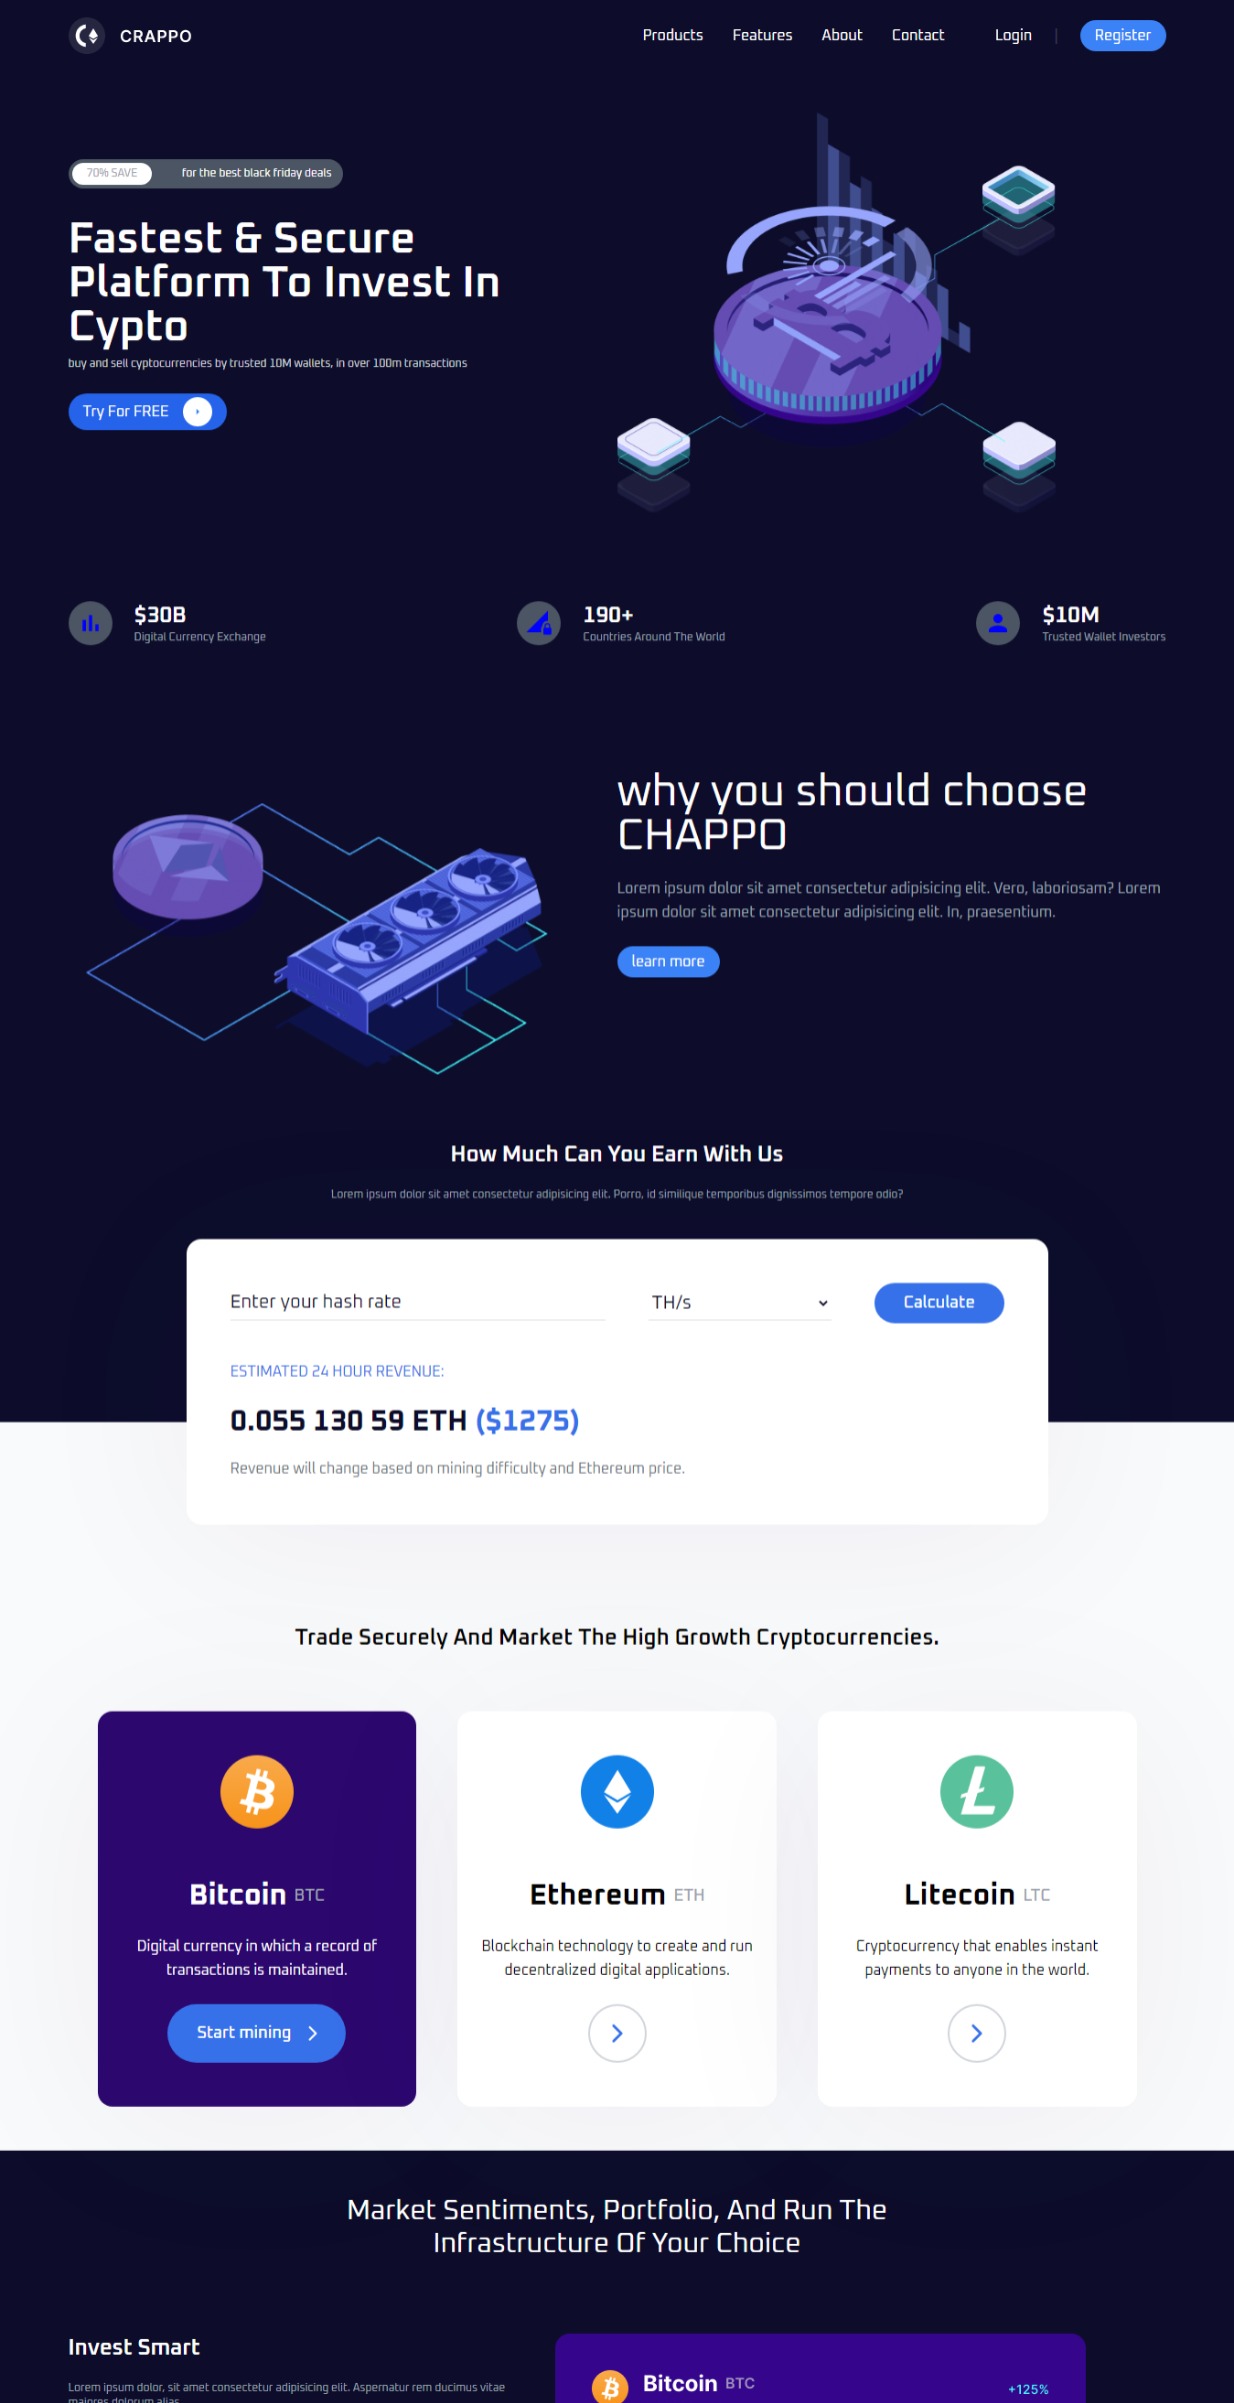 CRAPPO
Products Features About Contact Login Register
70% SAVE for the best black friday deals
Fastest & Secure
Platform To Invest In
Cypto
buy and sell cyptocurrencies by trusted 10M wallets, in over 100m transactions
Try For FREE
$30B
Digital Currency Exchange
190+
Countries Around The World
$10M
Trusted Wallet Investors
why you should choose
CHAPPO
Lorem ipsum dolor sit amet consectetur adipisicing elit. Vero, laboriosam? Lorem
ipsum dolor sit amet consectetur adipisicing elit. In, praesentium.
learn more
How Much Can You Earn With Us
Lorem ipsum dolor sit amet consectetur adipisicing elit. Porro, id similique temporibus dignissimos tempore odio?
Enter your hash rate TH/s Calculate
ESTIMATED 24 HOUR REVENUE:
0.055 130 59 ETH ($1275)
Revenue will change based on mining difficulty and Ethereum price.
Trade Securely And Market The High Growth Cryptocurrencies.
Bitcoin BTC
Digital currency in which a record of
transactions is maintained.
Start mining
Ethereum ETH
Blockchain technology to create and run
decentralized digital applications.
Litecoin LTC
Cryptocurrency that enables instant
payments to anyone in the world.
Market Sentiments, Portfolio, And Run The
Infrastructure Of Your Choice
Invest Smart
Lorem ipsum dolor, sit amet consectetur adipisicing elit. Aspernatur rem ducimus vitae
maiores dolorum alias
Bitcoin BTC
+125%